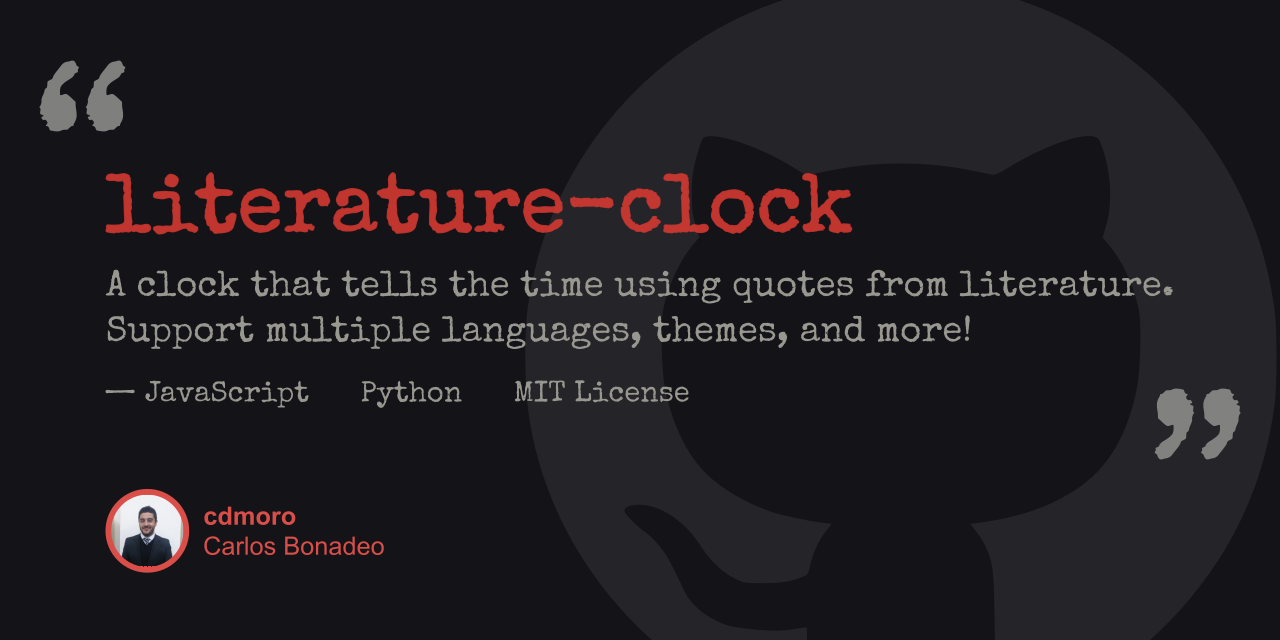 “
literature-clock
A clock that tells the time using quotes from literature.
Support multiple languages, themes, and more!
— JavaScript Python MIT License
”
cdmoro
Carlos Bonadeo